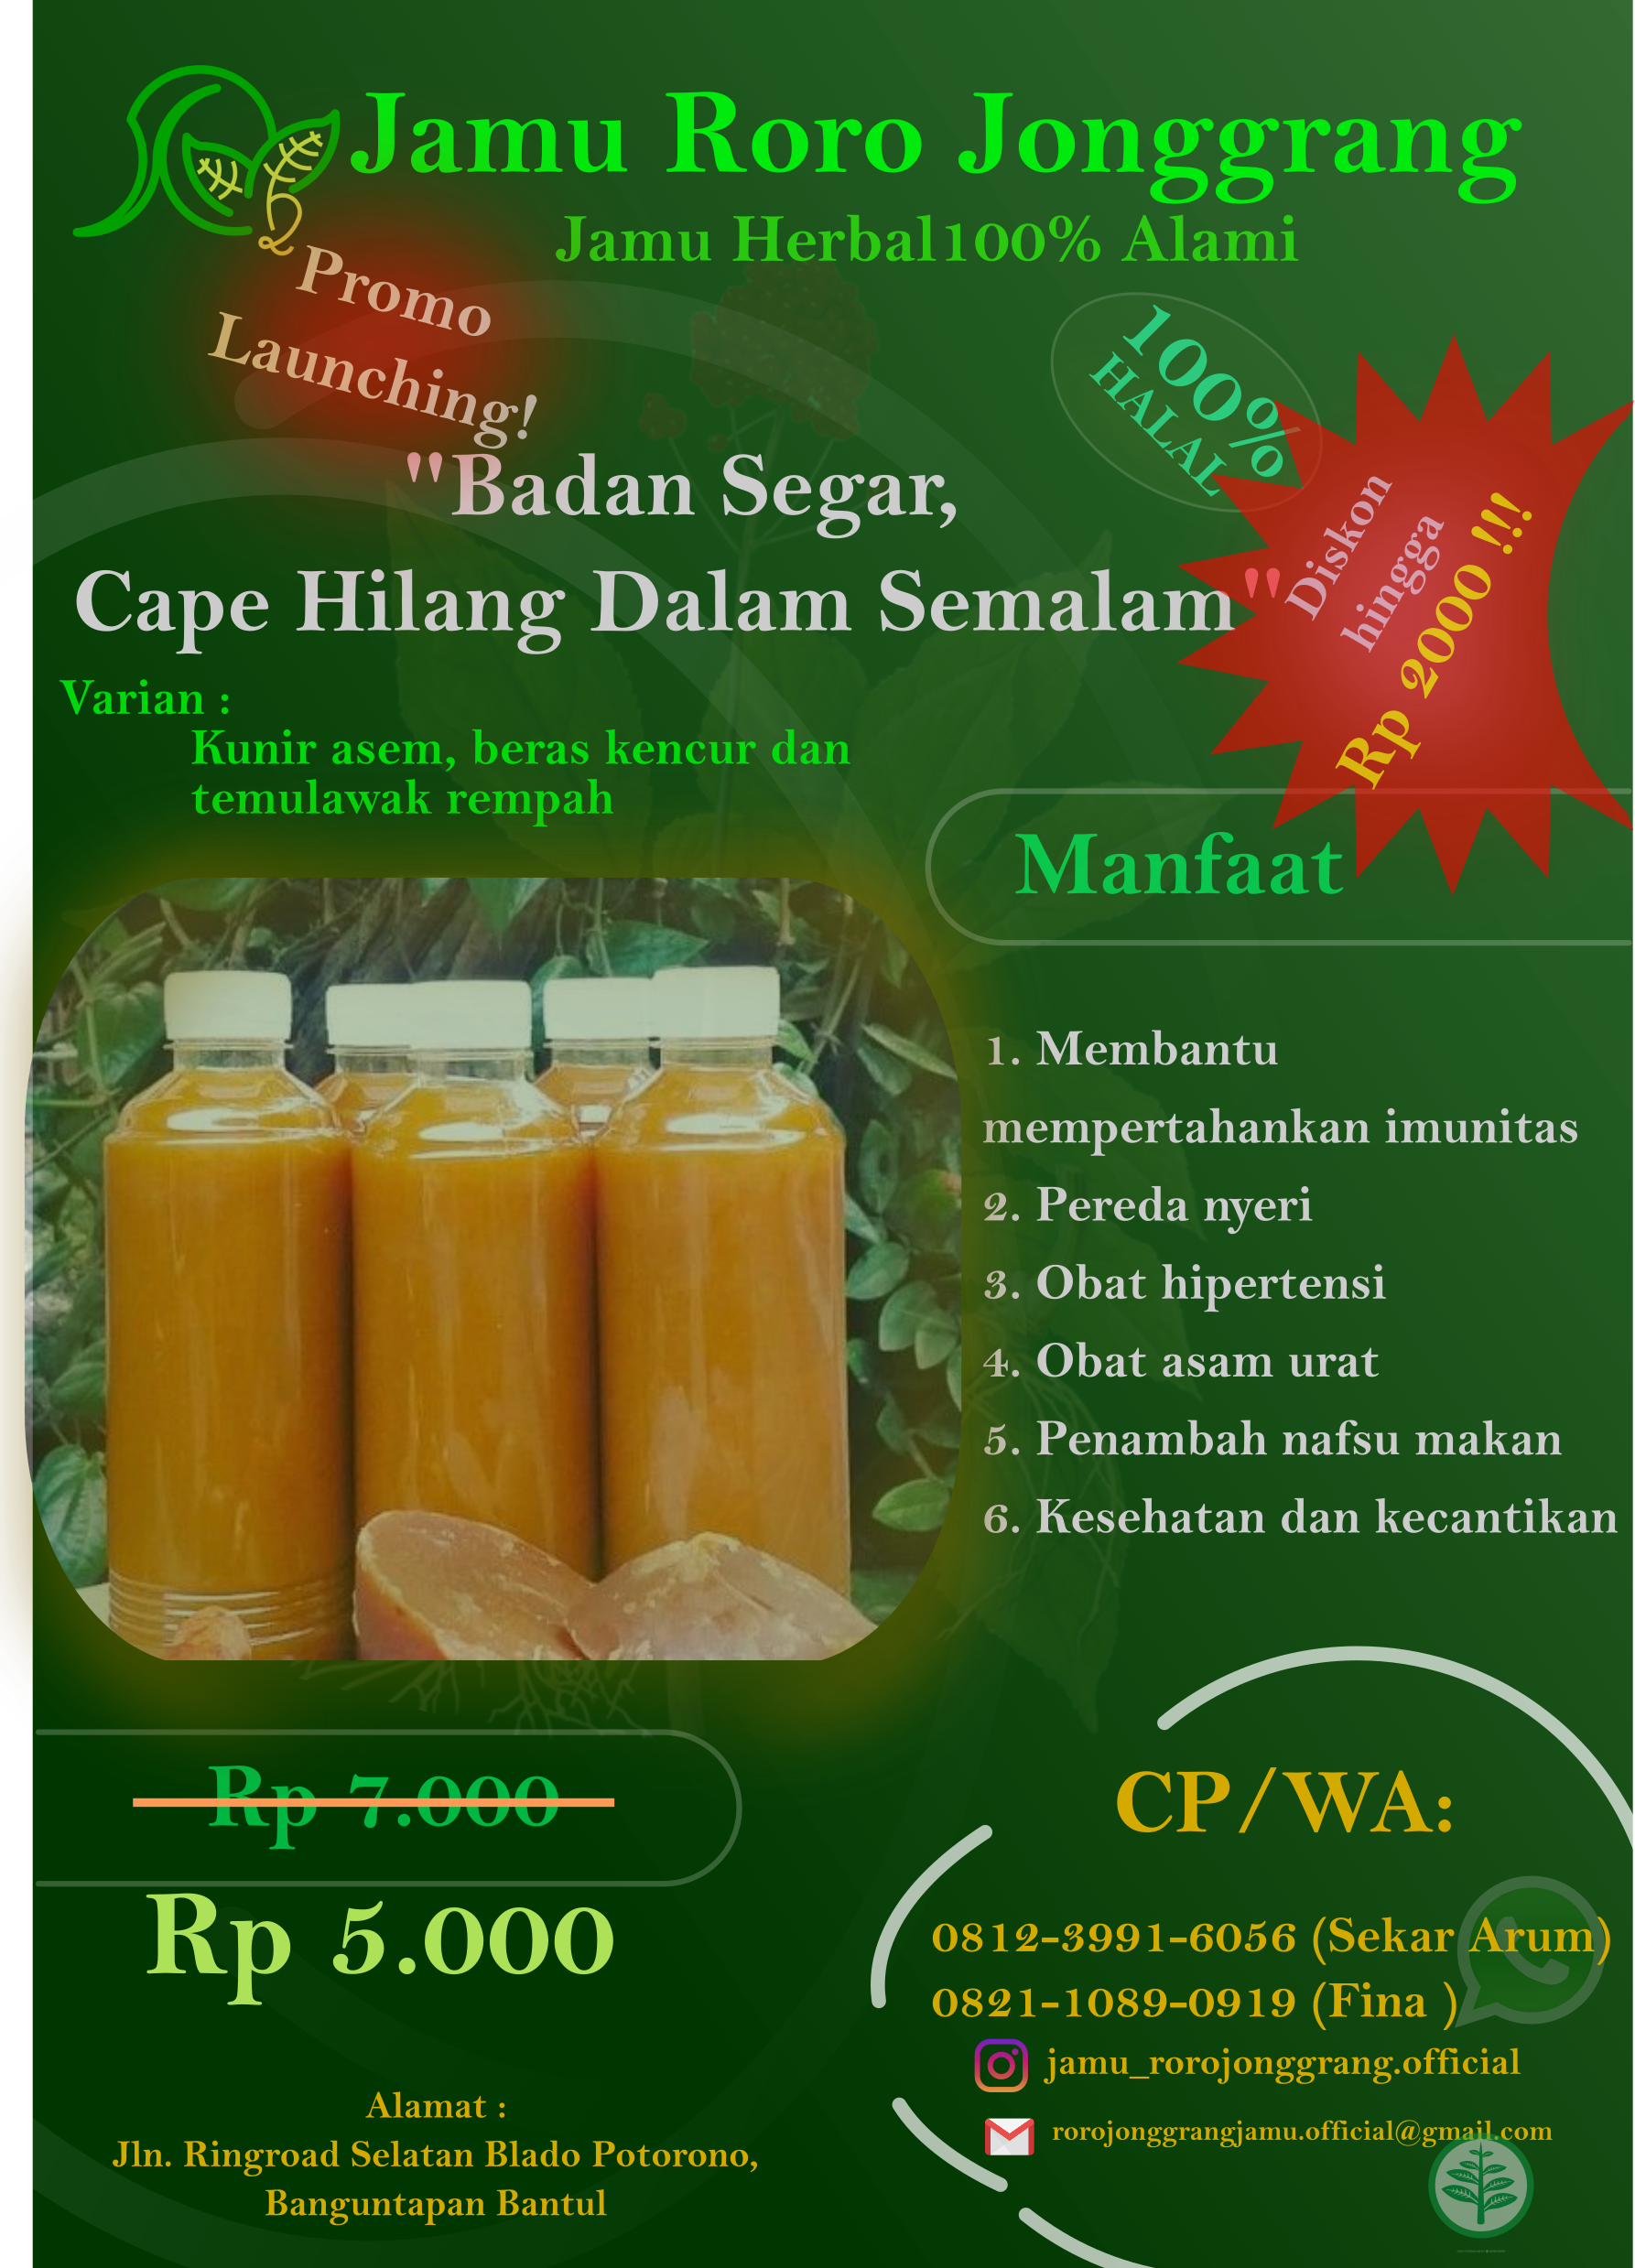 Jamu Roro Jonggrang
Jamu Herbal100% Alami
Promo
Launching!
100%
HALAL
"Badan Segar,
Cape Hilang Dalam Semalam"
Diskon
hingga
Rp 2000 !!!
Varian :
Kunir asem, beras kencur dan
temulawak rempah
Manfaat
1. Membantu
mempertahankan imunitas
2. Pereda nyeri
3. Obat hipertensi
4. Obat asam urat
5. Penambah nafsu makan
6. Kesehatan dan kecantikan
Rp 7.000
Rp 5.000
CP/WA:
0812-3991-6056 (Sekar Arum)
0821-1089-0919 (Fina )
jamu_rorojonggrang.official
rorojonggrangjamu.official@gmail.com
Alamat :
Jln. Ringroad Selatan Blado Potorono,
Banguntapan Bantul